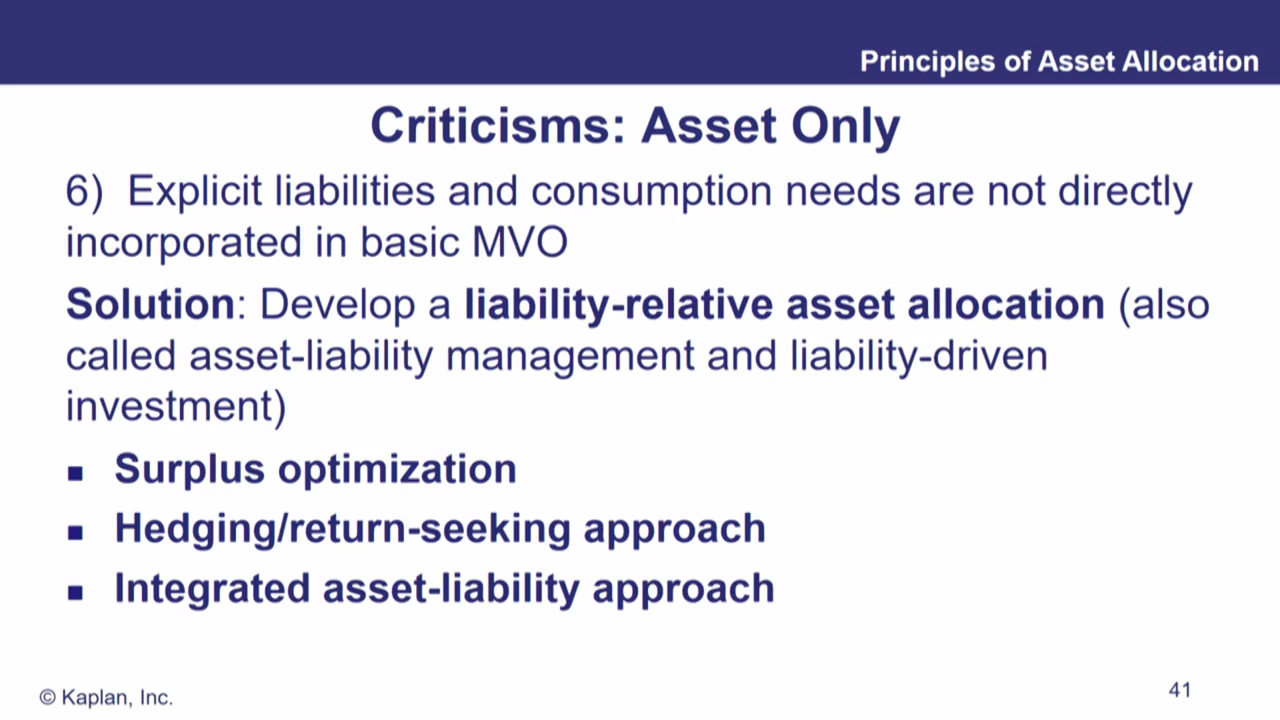 Principles of Asset Allocation
Criticisms: Asset Only
6) Explicit liabilities and consumption needs are not directly
incorporated in basic MVO
Solution: Develop a liability-relative asset allocation (also
called asset-liability management and liability-driven
investment)
▪ Surplus optimization
▪ Hedging/return-seeking approach
▪ Integrated asset-liability approach
© Kaplan, Inc.
41